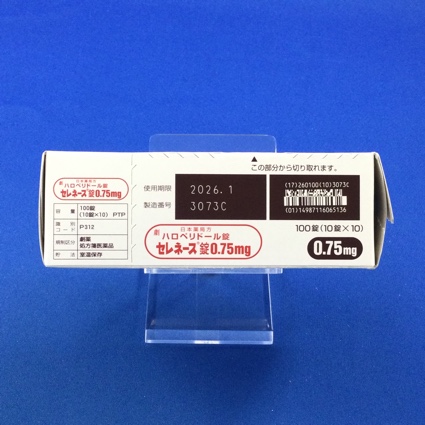 日本薬局方
劇 ハロペリドール錠
セレネース®錠0.75mg
容量 100錠
(10錠×10) PTP
識別
コード P312
規制区分 劇薬
処方箋医薬品
貯法 室温保存
▲
この部分から切り取れます。
使用期限 2026.1
製造番号 3073C
(17)260100(10)3073C
(01)14987116065136
日本薬局方
劇 ハロペリドール錠
セレネース®錠0.75mg
100錠(10錠×10)
0.75mg